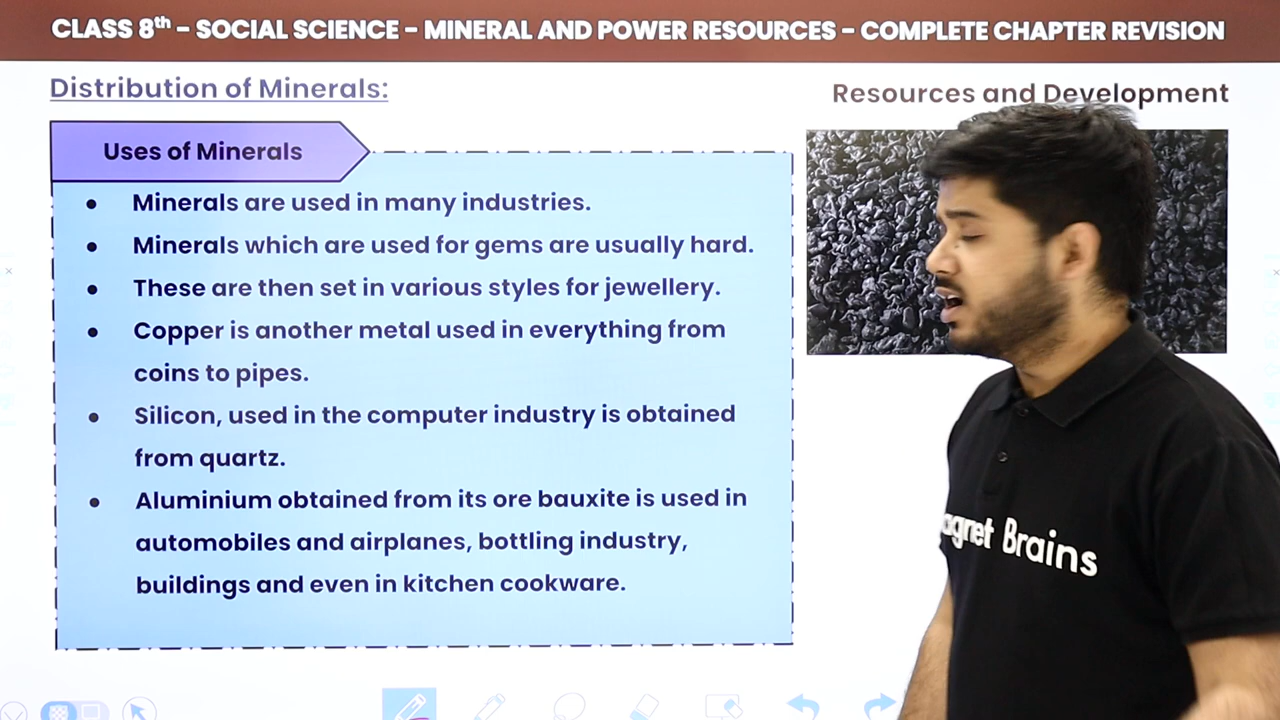 CLASS 8th – SOCIAL SCIENCE – MINERAL AND POWER RESOURCES – COMPLETE CHAPTER REVISION
Distribution of Minerals:
Resources and Development
Uses of Minerals
• Minerals are used in many industries.
• Minerals which are used for gems are usually hard.
• These are then set in various styles for jewellery.
• Copper is another metal used in everything from
coins to pipes.
• Silicon, used in the computer industry is obtained
from quartz.
• Aluminium obtained from its ore bauxite is used in
automobiles and airplanes, bottling industry,
buildings and even in kitchen cookware.
agnet Brains